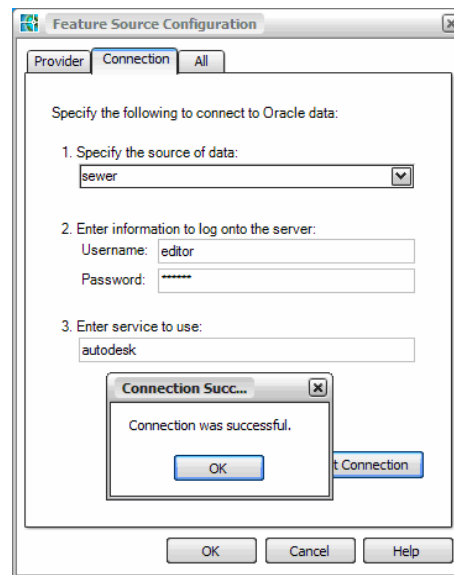 Feature Source Configuration
Provider
Connection
All
Specify the following to connect to Oracle data:
1. Specify the source of data:
sewer
2. Enter information to log onto the server:
Username: editor
Password: ******
3. Enter service to use:
autodesk
Connection Succ...
Connection was successful.
OK
t Connection
OK
Cancel
Help